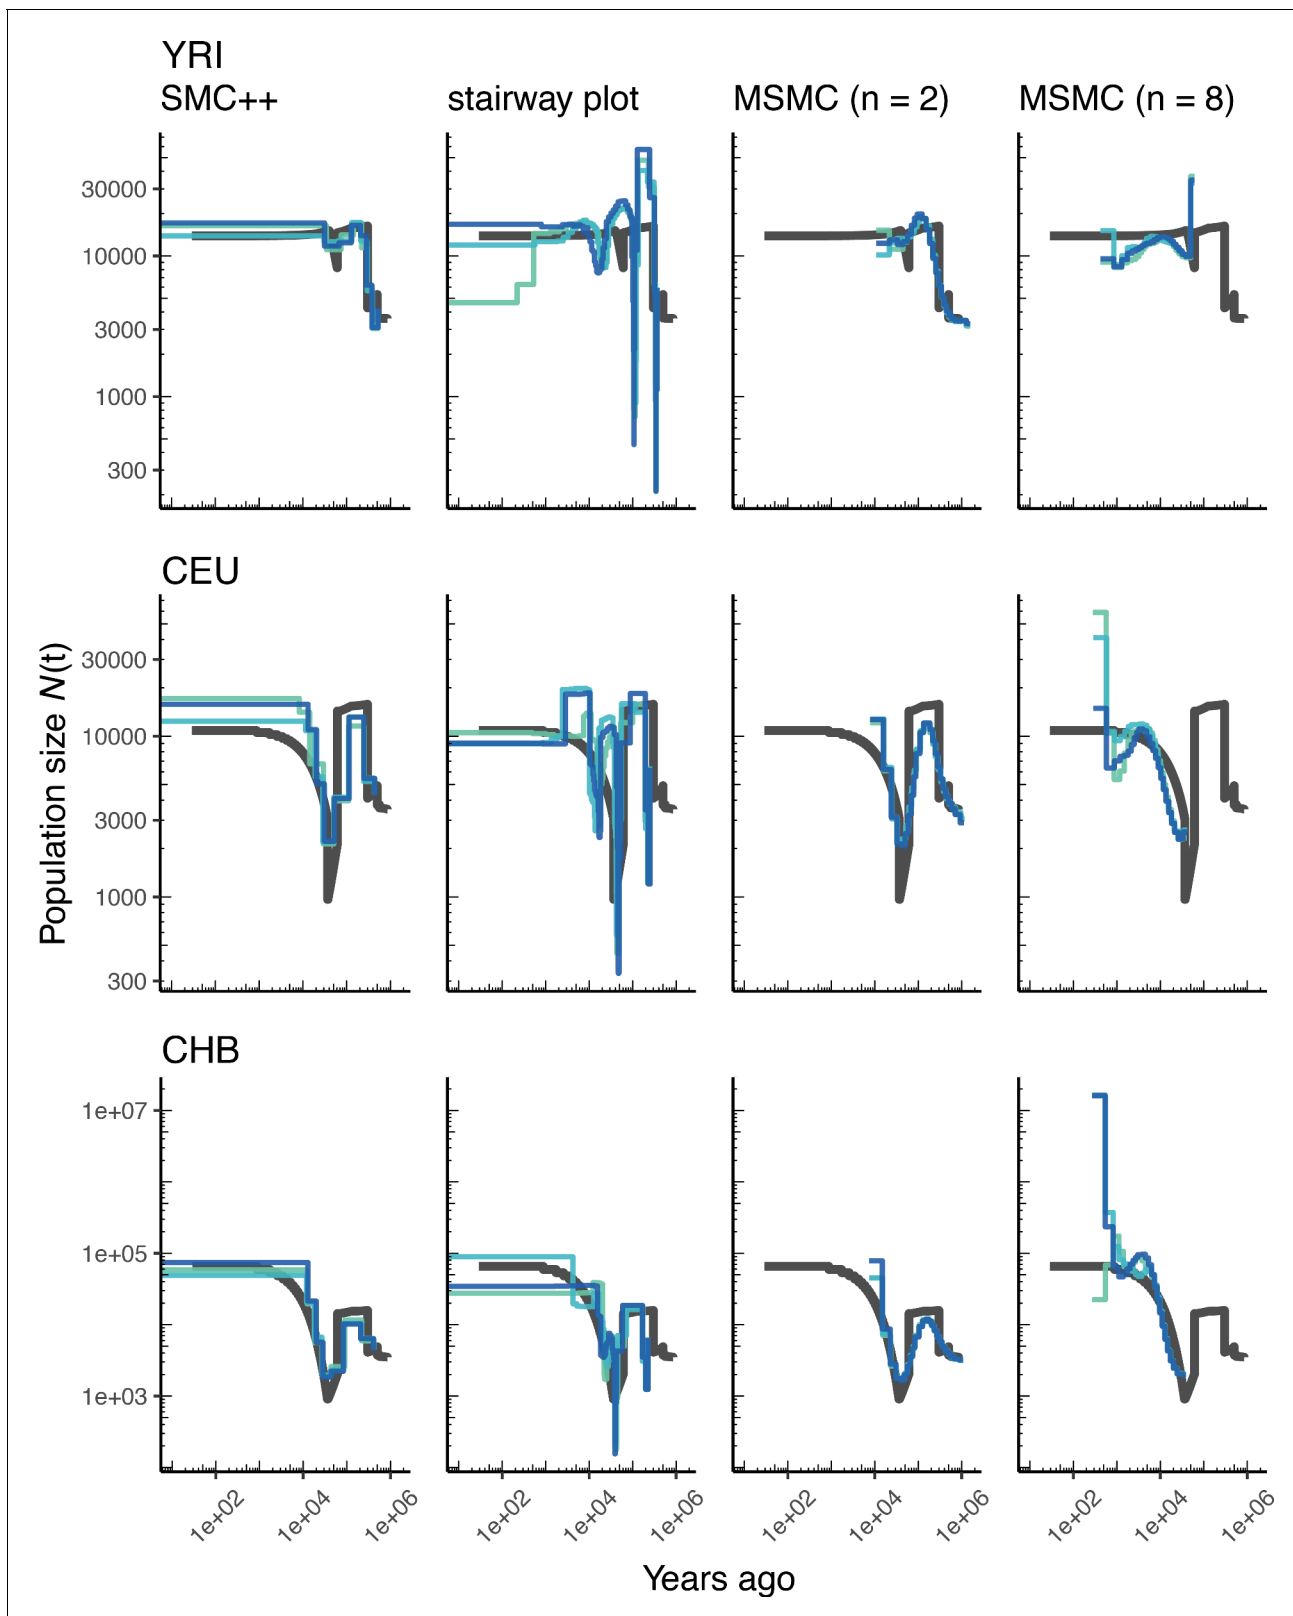 YRI
SMC++ stairway plot MSMC (n = 2) MSMC (n = 8)
30000
10000
3000
1000
300
CEU
30000
10000
3000
1000
300
Population size N(t)
CHB
1e+07
1e+05
1e+03
1e+02 1e+04 1e+06 1e+02 1e+04 1e+06 1e+02 1e+04 1e+06 1e+02 1e+04 1e+06
Years ago